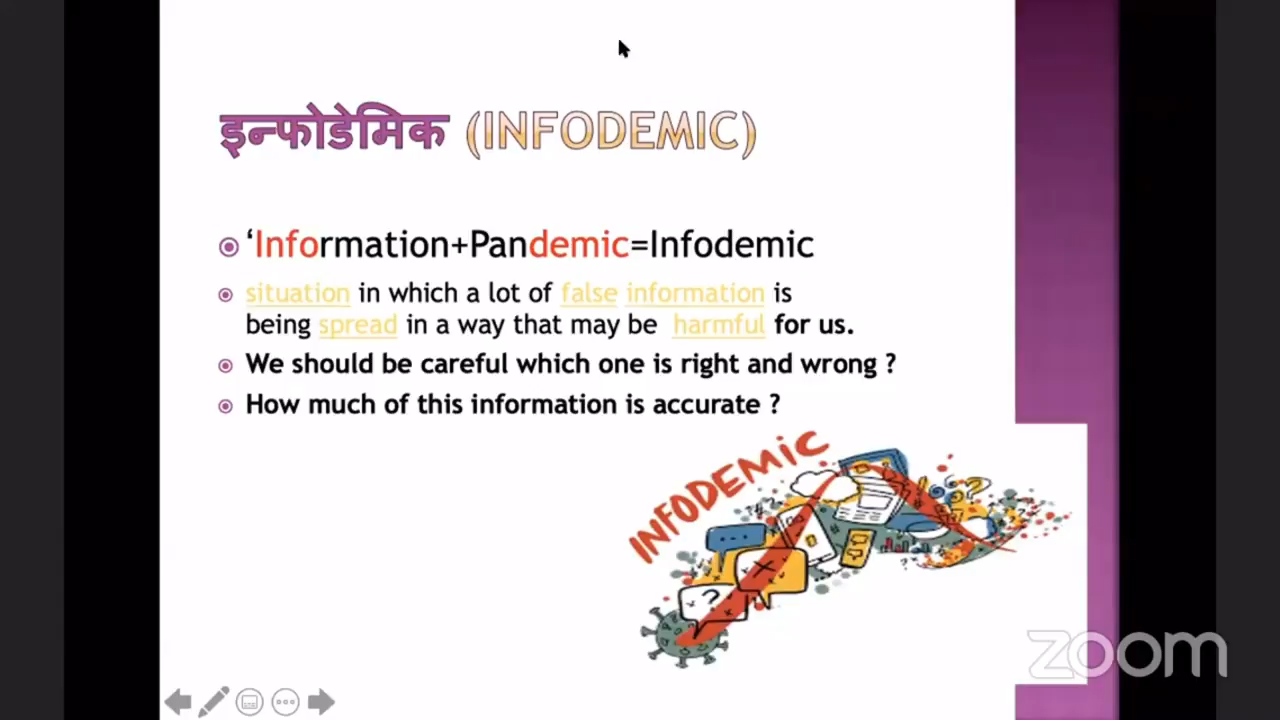 इन्फोडेमिक (INFODEMIC)
‘Information+Pandemic=Infodemic
situation in which a lot of false information is
being spread in a way that may be harmful for us.
We should be careful which one is right and wrong ?
How much of this information is accurate ?
INFODEMIC
zoom